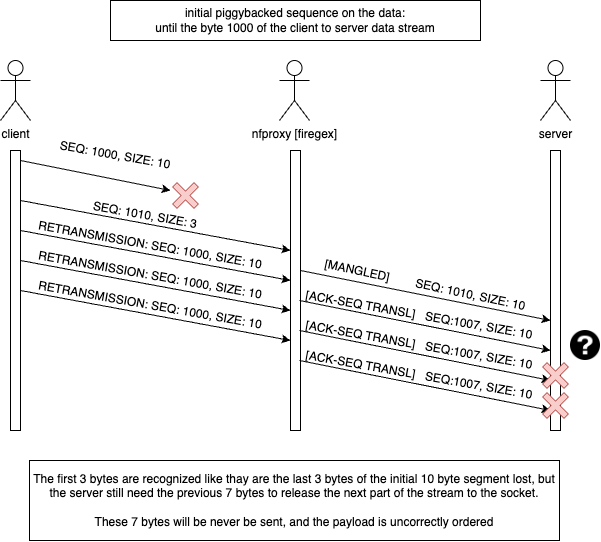 initial piggybacked sequence on the data:
until the byte 1000 of the client to server data stream
client
nfproxy [firegex]
server
SEQ: 1000, SIZE: 10
SEQ: 1010, SIZE: 3
RETRANSMISSION: SEQ: 1000, SIZE: 10
RETRANSMISSION: SEQ: 1000, SIZE: 10
RETRANSMISSION: SEQ: 1000, SIZE: 10
[MANGLED] SEQ: 1010, SIZE: 10
[ACK-SEQ TRANSL] SEQ:1007, SIZE: 10
?
[ACK-SEQ TRANSL] SEQ:1007, SIZE: 10
[ACK-SEQ TRANSL] SEQ:1007, SIZE: 10
The first 3 bytes are recognized like thay are the last 3 bytes of the initial 10 byte segment lost, but
the server still need the previous 7 bytes to release the next part of the stream to the socket.
These 7 bytes will be never be sent, and the payload is uncorrectly ordered